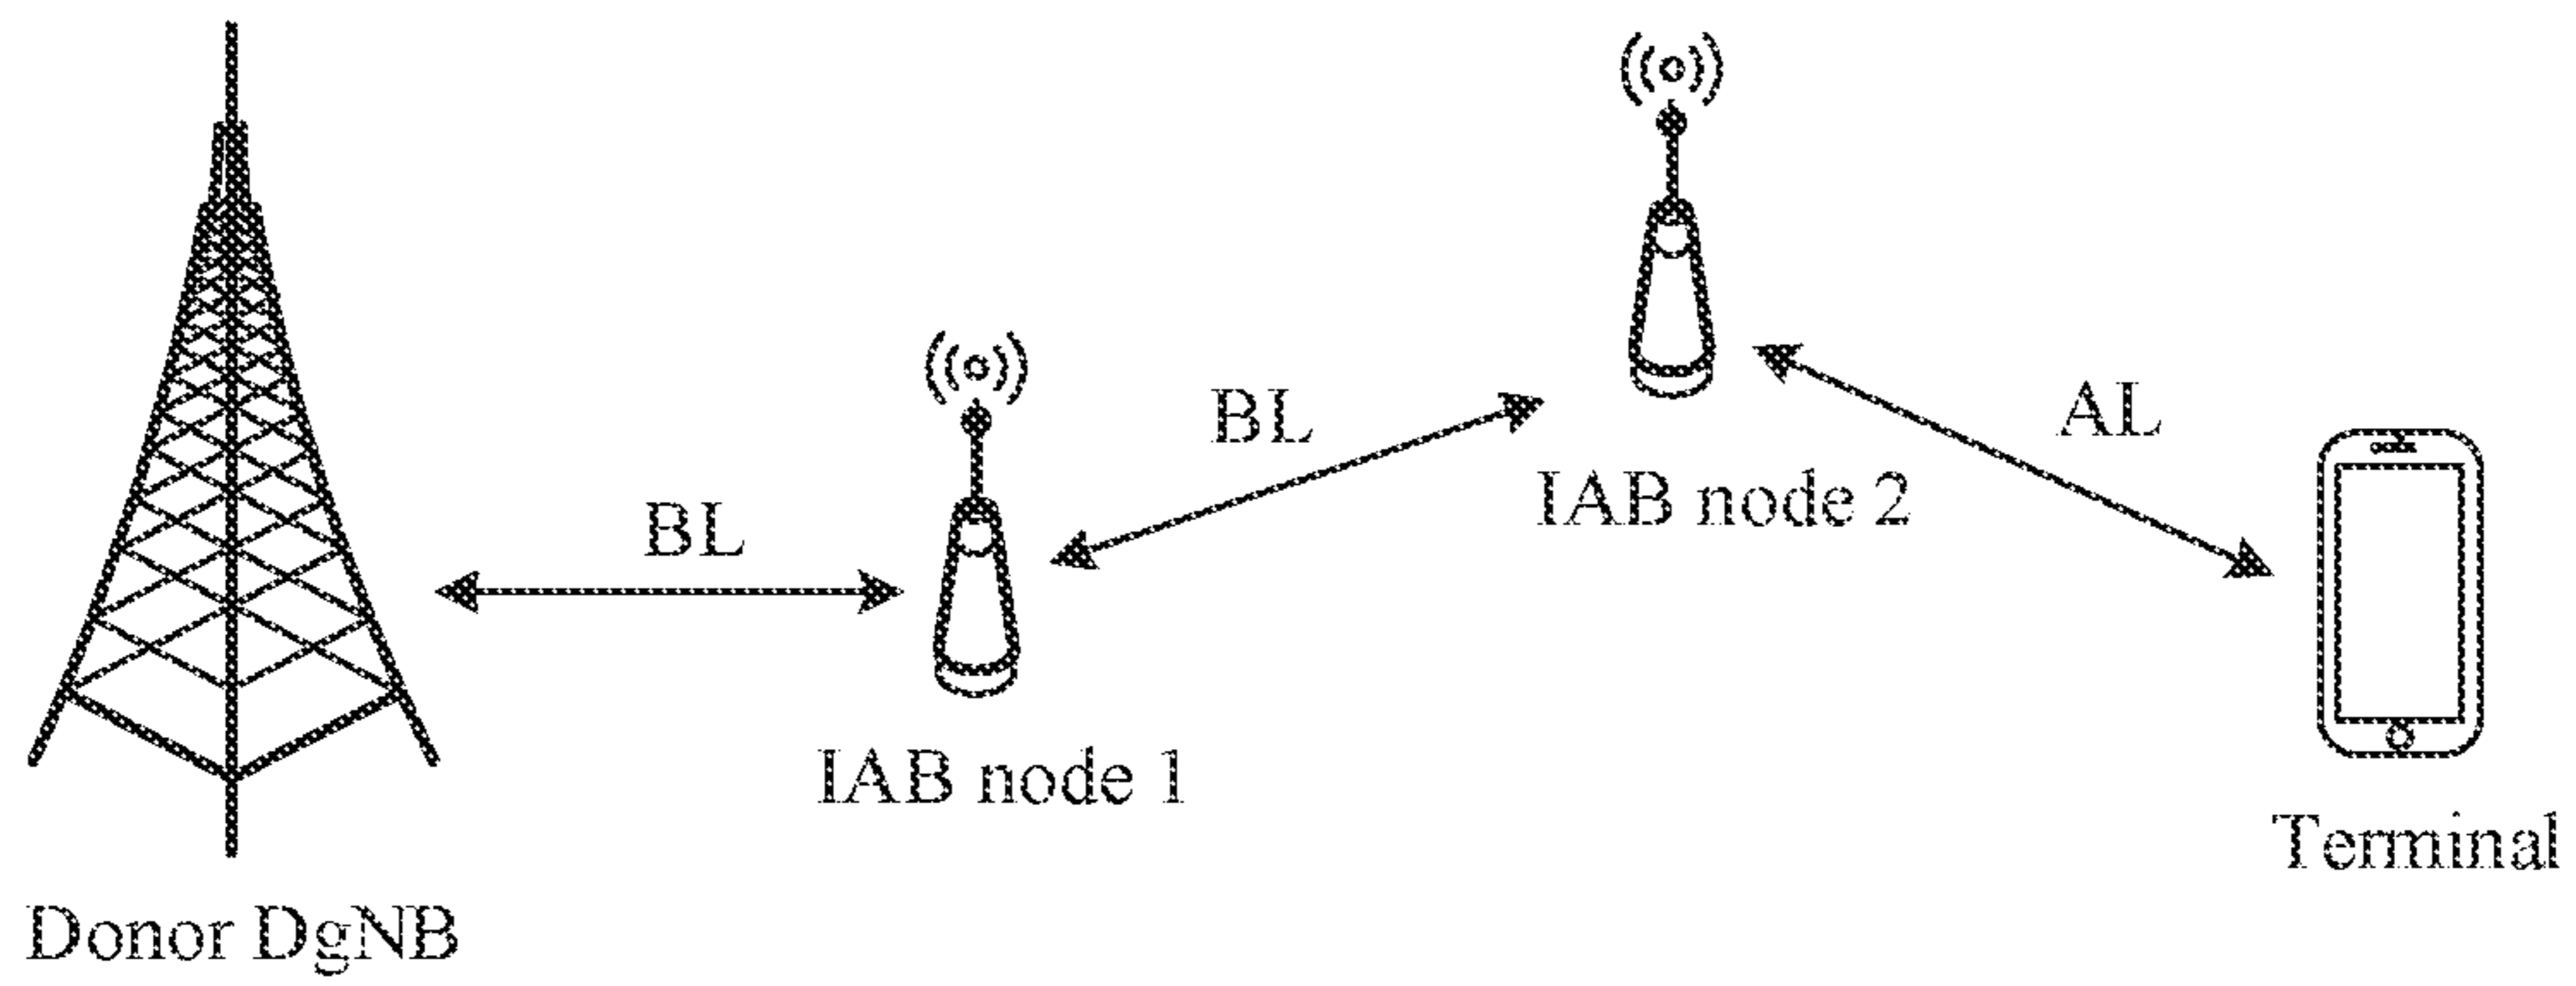 BL
BL
AL
IAB node 2
IAB node 1
Terminal
Donor DgNB